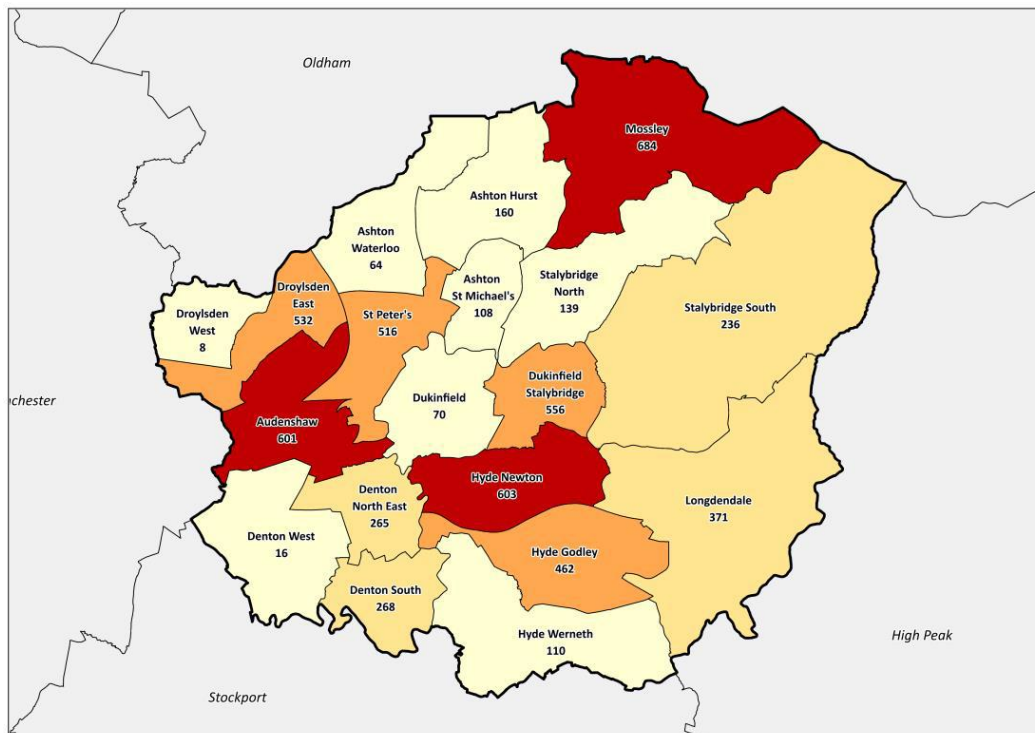 Oldham
Mossley
684
Ashton Hurst
160
Ashton
Waterloo
64
Ashton
St Michael's
108
Stalybridge
North
139
Droylsden
East
532
Droylsden
West
8
St Peter's
516
Stalybridge South
236
Dukinfield
Stalybridge
556
Dukinfield
70
nchester
Audenshaw
601
Hyde Newton
603
Denton
North East
265
Longdendale
371
Denton West
16
Hyde Godley
462
Denton South
268
Hyde Werneth
110
High Peak
Stockport